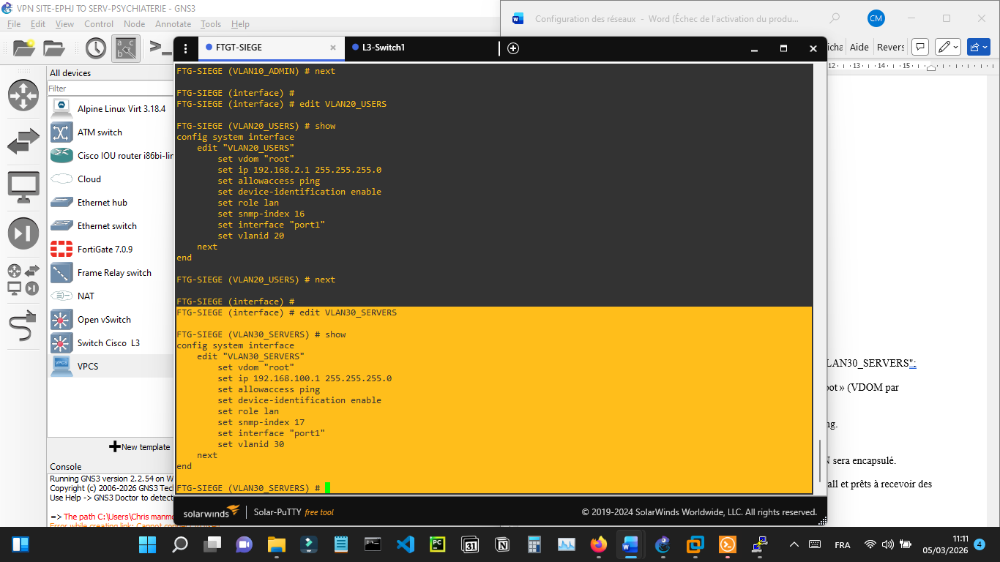 VPN SITE-EPHJ TO SERV-PSYCHIATERIE - GNS3
File Edit View Control Node Annotate Tools Help
Configuration des réseaux - Word (Échec de l'activation du produ...
CM
Aide
Révers
12 13 14 15
All devices
Filter
Alpine Linux Virt 3.18.4
ATM switch
Cisco IOU router i86bi-lin
Cloud
Ethernet hub
Ethernet switch
FortiGate 7.0.9
Frame Relay switch
NAT
Open vSwitch
Switch Cisco L3
VPCS
New template
Console
Running GNS3 version 2.2.54 on W
Copyright (c) 2006-2026 GNS3 Tech
Use Help -> GNS3 Doctor to detect
=> The path C:\Users\Chris manm
FTGT-SIEGE
L3-Switch1
FTG-SIEGE (VLAN10_ADMIN) # next
FTG-SIEGE (interface) #
FTG-SIEGE (interface) # edit VLAN20_USERS
FTG-SIEGE (VLAN20_USERS) # show
config system interface
edit "VLAN20_USERS"
set vdom "root"
set ip 192.168.2.1 255.255.255.0
set allowaccess ping
set device-identification enable
set role lan
set snmp-index 16
set interface "port1"
set vlanid 20
next
end
FTG-SIEGE (VLAN20_USERS) # next
FTG-SIEGE (interface) #
FTG-SIEGE (interface) # edit VLAN30_SERVERS
FTG-SIEGE (VLAN30_SERVERS) # show
config system interface
edit "VLAN30_SERVERS"
set vdom "root"
set ip 192.168.100.1 255.255.255.0
set allowaccess ping
set device-identification enable
set role lan
set snmp-index 17
set interface "port1"
set vlanid 30
next
end
FTG-SIEGE (VLAN30_SERVERS) #
solarwinds
Solar-PuTTY free tool
© 2019-2024 SolarWinds Worldwide, LLC. All rights reserved.
LAN30_SERVERS":
oot » (VDOM par
ng.
N sera encapsulé.
all et prêts à recevoir des
FRA
11:11
05/03/2026
4